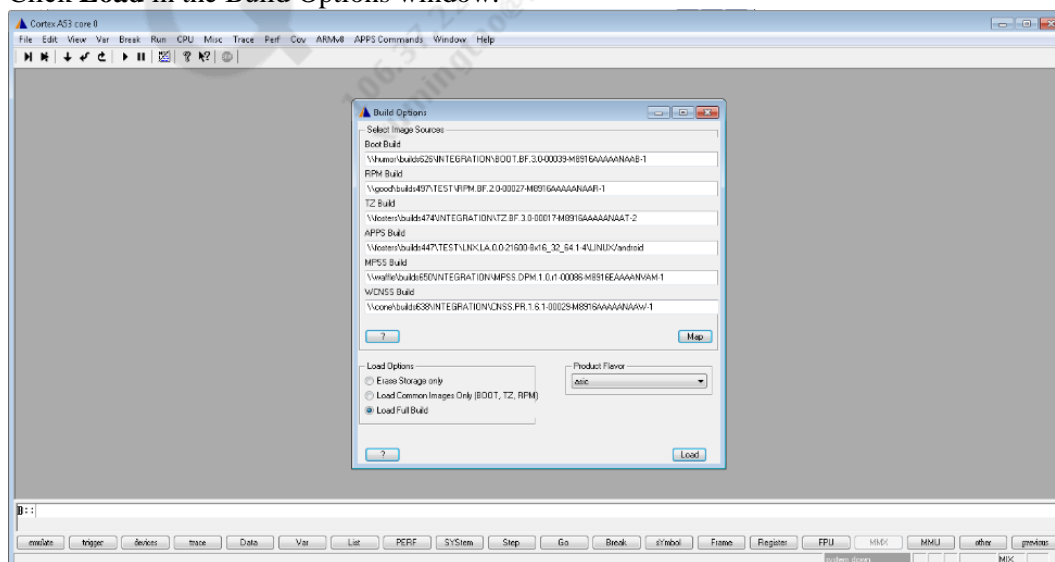 Click Load in the Build Options window.
Cortex A53 core 0
File Edit View Var Break Run CPU Misc Trace Perf Cov ARMv8 APPS Commands Window Help
Build Options
Select Image Sources
Boot Build
\\humor\builds626\INTEGRATION\BOOT.BF.3.0-00039-M8916AAAAANAAB-1
RPM Build
\\good\builds497\TEST\RPM.BF.2.0-00027-M8916AAAAANAAR-1
TZ Build
\\fosters\builds474\INTEGRATION\TZ.BF.3.0-00017-M8916AAAAANAAT-2
APPS Build
\\fosters\builds447\TEST\LNX.LA.0.0-21600-8x16_32_64.1-4\LINUX/android
MPSS Build
\\waffle\builds650\INTEGRATION\MPSS.DPM.1.0.r1-00086-M8916EAAAANVAM-1
WCNSS Build
\\cone\builds638\INTEGRATION\CNSS.PR.1.6.1-00029-M8916AAAAANAAW-1
? Map
Load Options Product Flavor
Erase Storage only asic
Load Common Images Only (BOOT, TZ, RPM)
Load Full Build
? Load
B::
emulate trigger devices trace Data Var List PERF SYStem Step Go Break sYmbol Frame Register FPU MMX MMU other previous
system down MIX